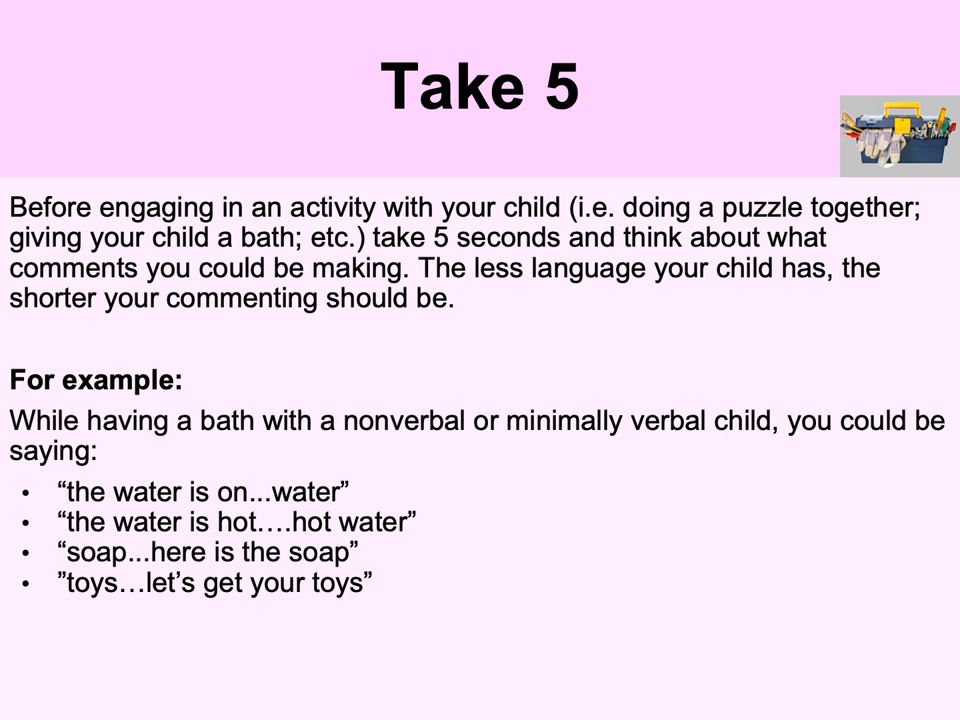 Take 5
Before engaging in an activity with your child (i.e. doing a puzzle together;
giving your child a bath; etc.) take 5 seconds and think about what
comments you could be making. The less language your child has, the
shorter your commenting should be.
For example:
While having a bath with a nonverbal or minimally verbal child, you could be
saying:
• “the water is on...water”
• “the water is hot….hot water”
• “soap...here is the soap”
• ”toys…let’s get your toys”